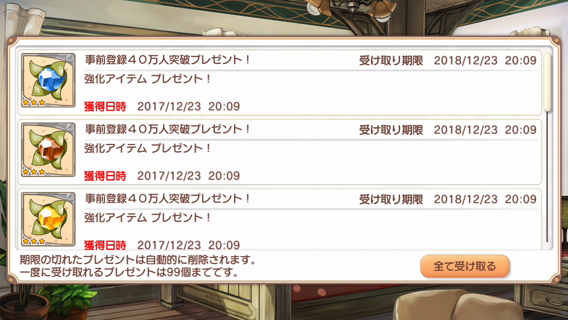 事前登録40万人突破プレゼント！ 受け取り期限 2018/12/23 20:09
強化アイテム プレゼント！
獲得日時 2017/12/23 20:09
事前登録40万人突破プレゼント！ 受け取り期限 2018/12/23 20:09
強化アイテム プレゼント！
獲得日時 2017/12/23 20:09
事前登録40万人突破プレゼント！ 受け取り期限 2018/12/23 20:09
強化アイテム プレゼント！
獲得日時 2017/12/23 20:09
期限の切れたプレゼントは自動的に削除されます。
一度に受け取れるプレゼントは99個までです。
全て受け取る